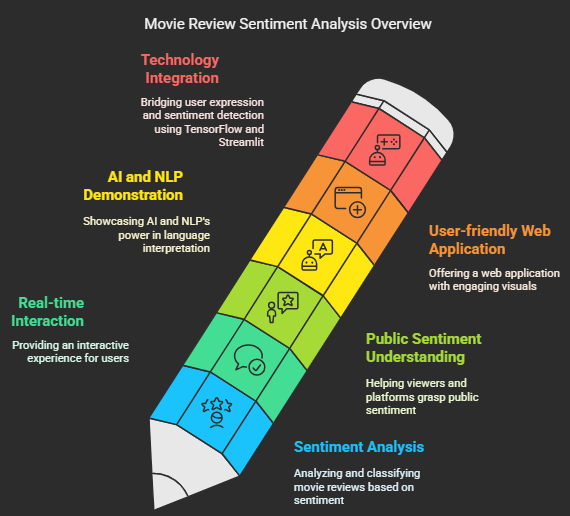 Movie Review Sentiment Analysis Overview
Technology
Integration
Bridging user expression
and sentiment detection
using TensorFlow and
Streamlit
AI and NLP
Demonstration
Showcasing AI and NLP's
power in language
interpretation
A
User-friendly Web
Application
Offering a web application
with engaging visuals
Real-time
Interaction
Providing an interactive
experience for users
Public Sentiment
Understanding
Helping viewers and
platforms grasp public
sentiment
Sentiment Analysis
Analyzing and classifying
movie reviews based on
sentiment